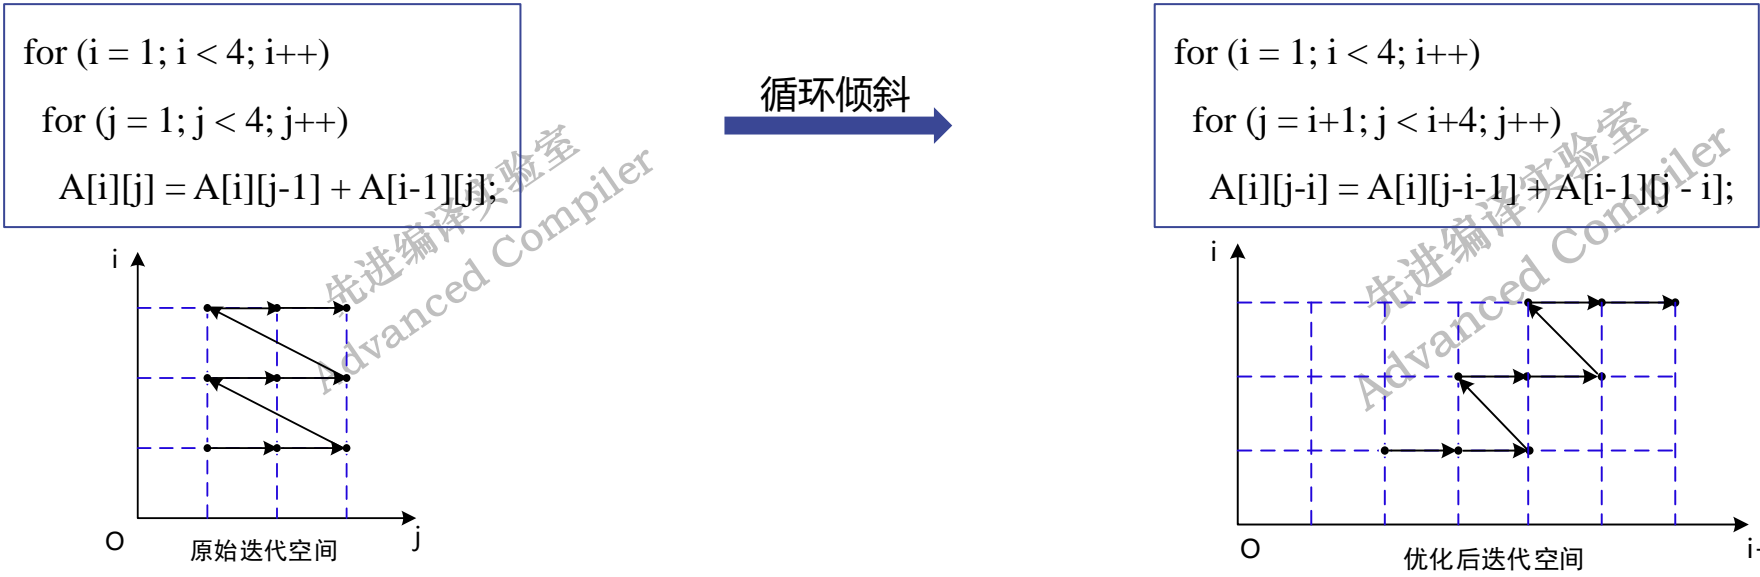 for (i = 1; i < 4; i++)
for (j = 1; j < 4; j++)
A[i][j] = A[i][j-1] + A[i-1][j];
循环倾斜
for (i = 1; i < 4; i++)
for (j = i+1; j < i+4; j++)
A[i][j-i] = A[i][j-i-1] + A[i-1][j - i];
先进编译实验室
Advanced Compiler
先进编译实验室
Advanced Compiler
i
O
j
原始迭代空间
i
O
优化后迭代空间
i-